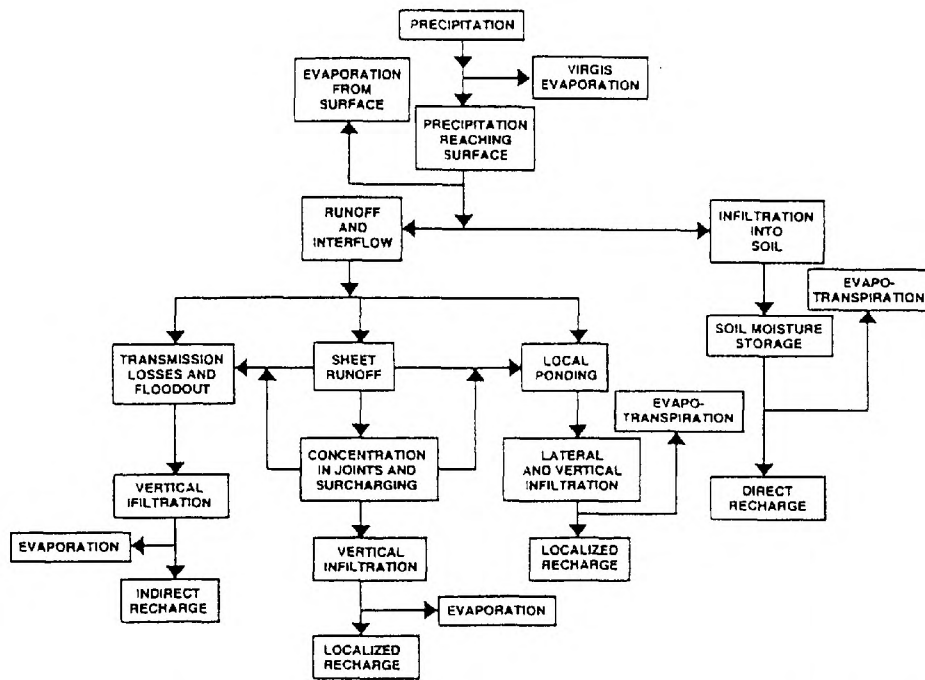 PRECIPITATION
EVAPORATION
FROM
SURFACE
VIRGIS
EVAPORATION
PRECIPITATION
REACHING
SURFACE
RUNOFF
AND
INTERFLOW
INFILTRATION
INTO
SOIL
EVAPO-
TRANSPIRATION
SOIL MOISTURE
STORAGE
TRANSMISSION
LOSSES AND
FLOODOUT
SHEET
RUNOFF
LOCAL
PONDING
EVAPO-
TRANSPIRATION
CONCENTRATION
IN JOINTS AND
SURCHARGING
LATERAL
AND VERTICAL
INFILTRATION
VERTICAL
IFILTRATION
DIRECT
RECHARGE
EVAPORATION
VERTICAL
INFILTRATION
LOCALIZED
RECHARGE
INDIRECT
RECHARGE
EVAPORATION
LOCALIZED
RECHARGE